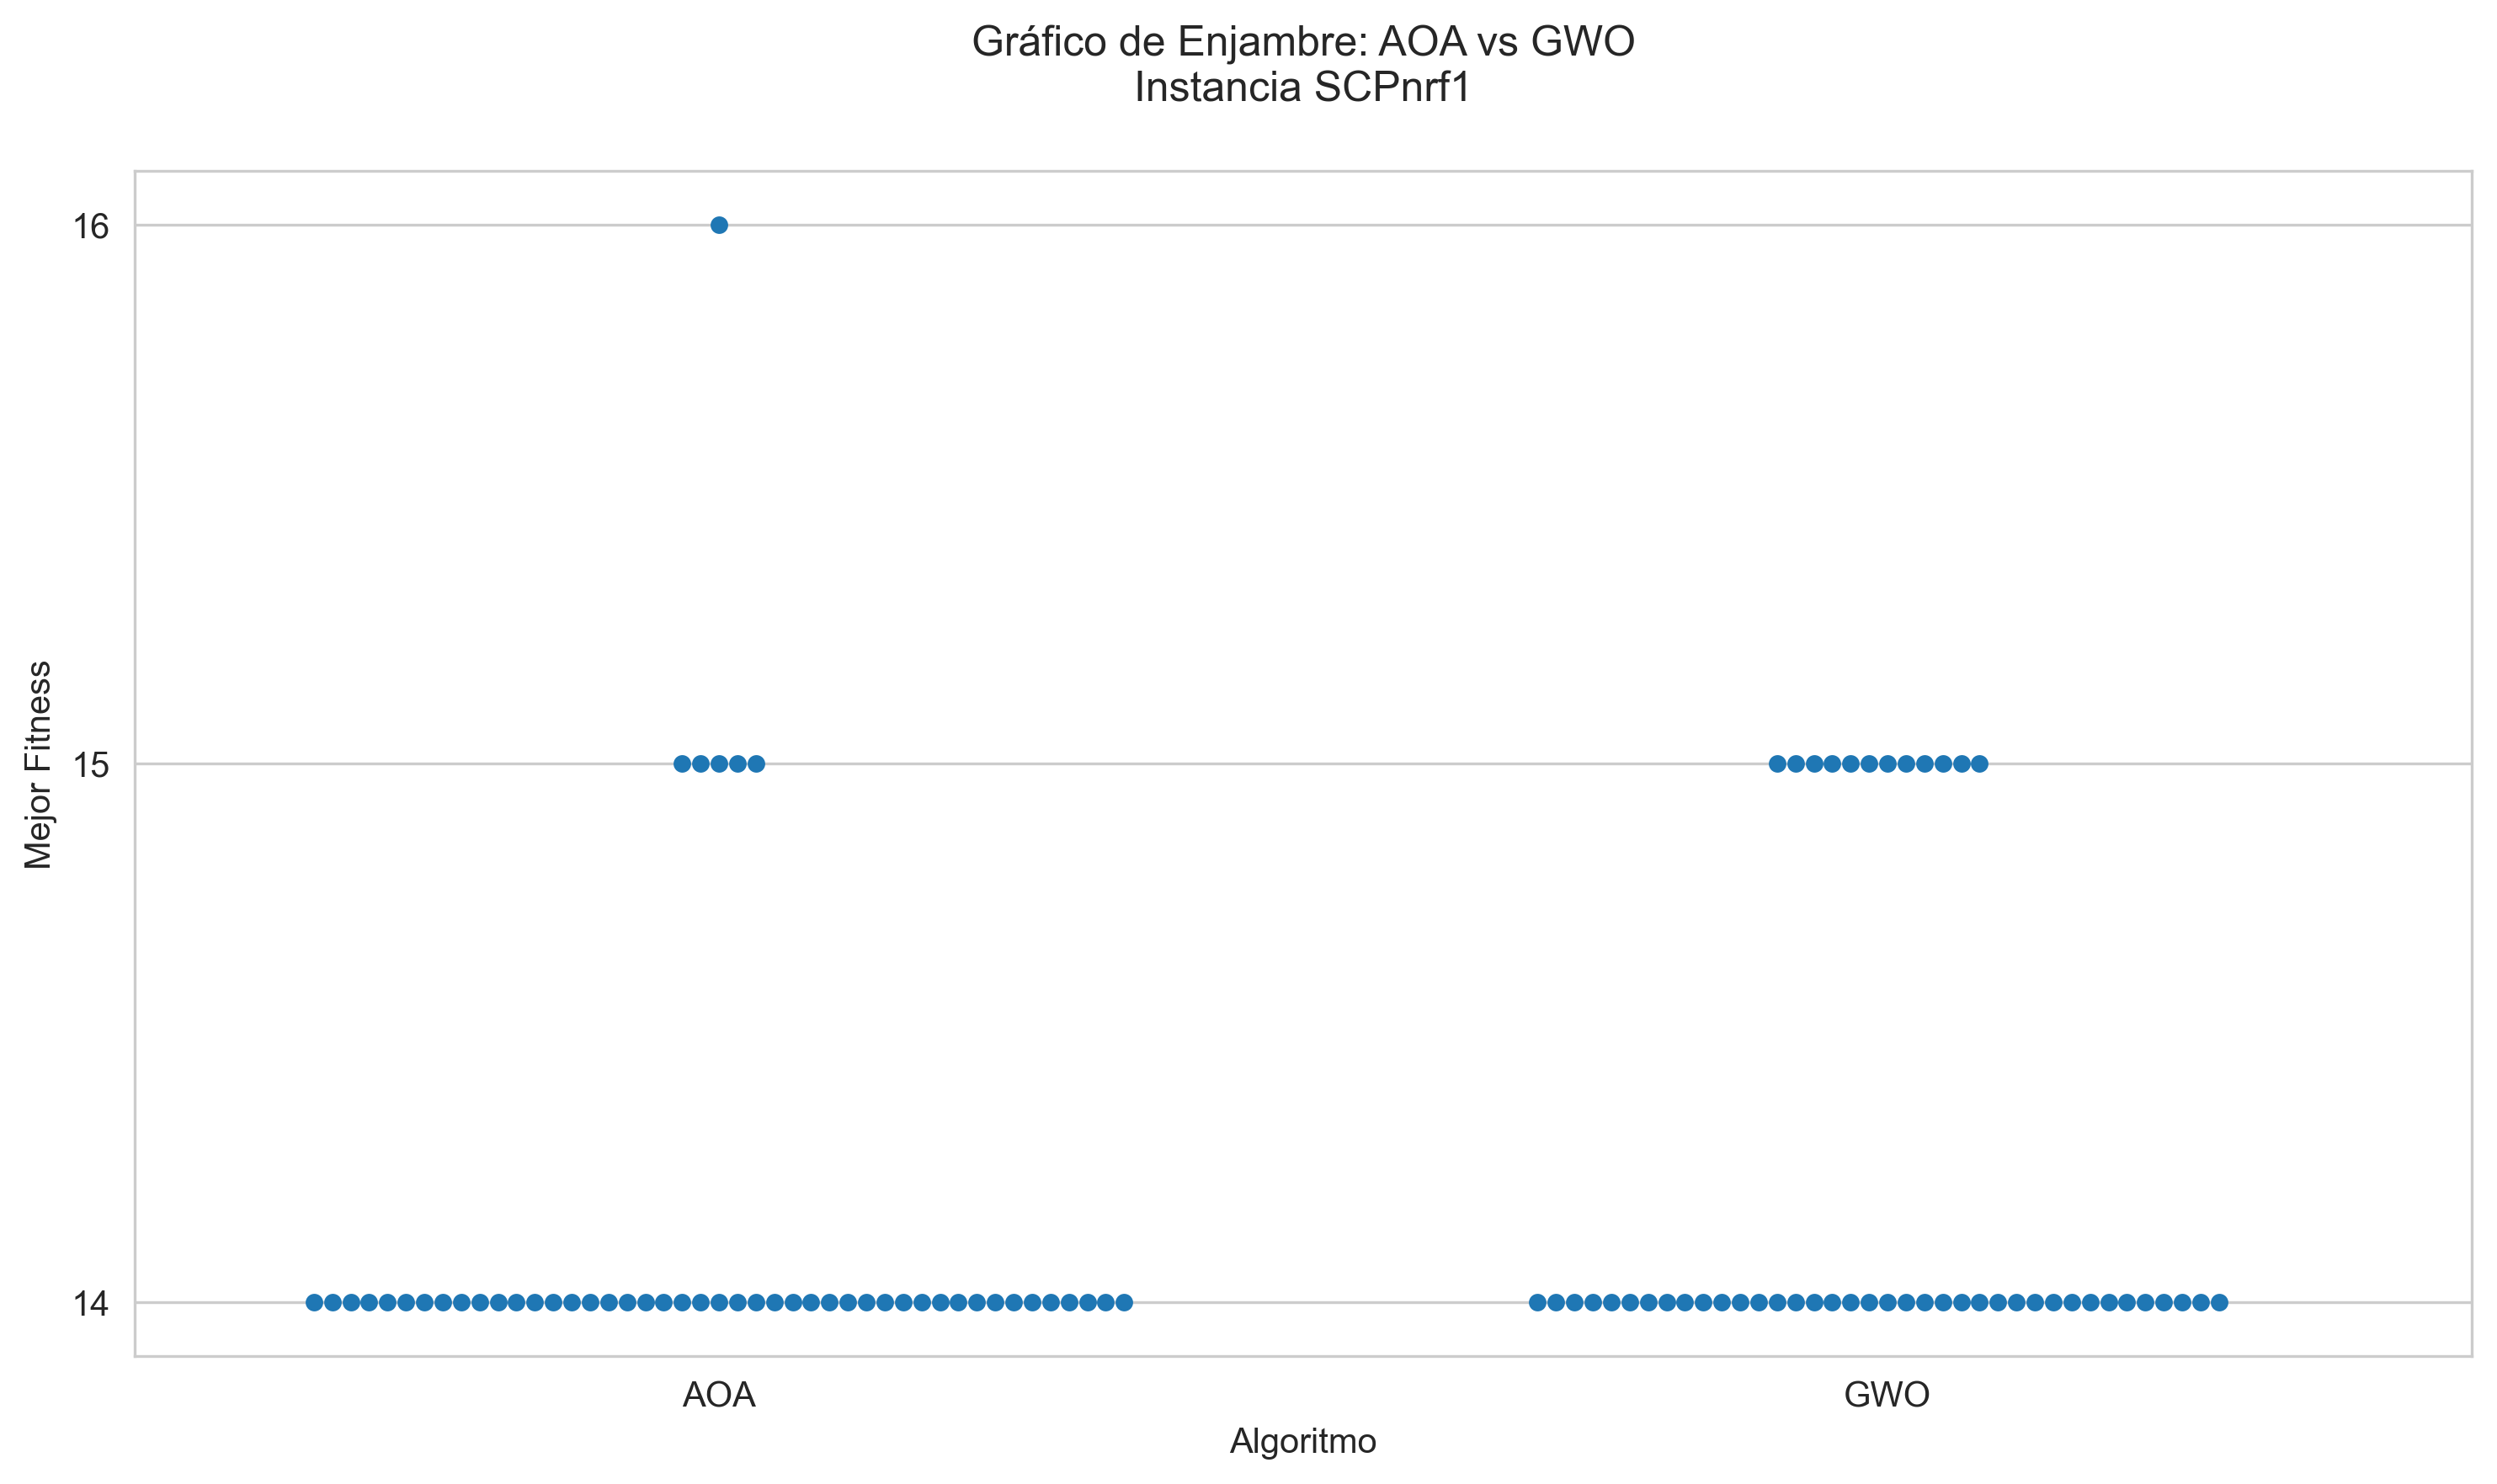 Gráfico de Enjambre: AOA vs GWO
Instancia SCPnrf1
16
15
14
Mejor Fitness
AOA
GWO
Algoritmo